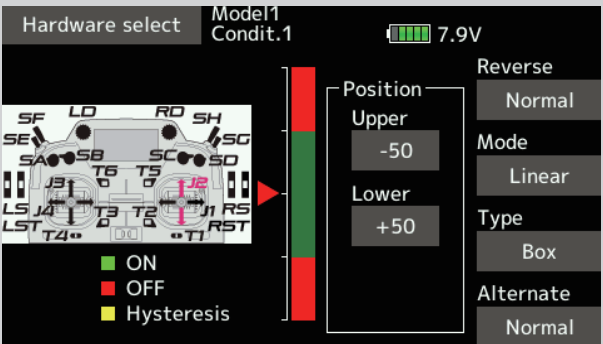 Hardware select
Model1
Condit.1
7.9V
LD
RD
SF
SH
SE
SG
SA
SB
SC
SD
T6
T5
J3
J2
LS
J4
T3
T2
J1
RS
LST
T4
T1
RST
ON
OFF
Hysteresis
Position
Upper
-50
Lower
+50
Reverse
Normal
Mode
Linear
Type
Box
Alternate
Normal